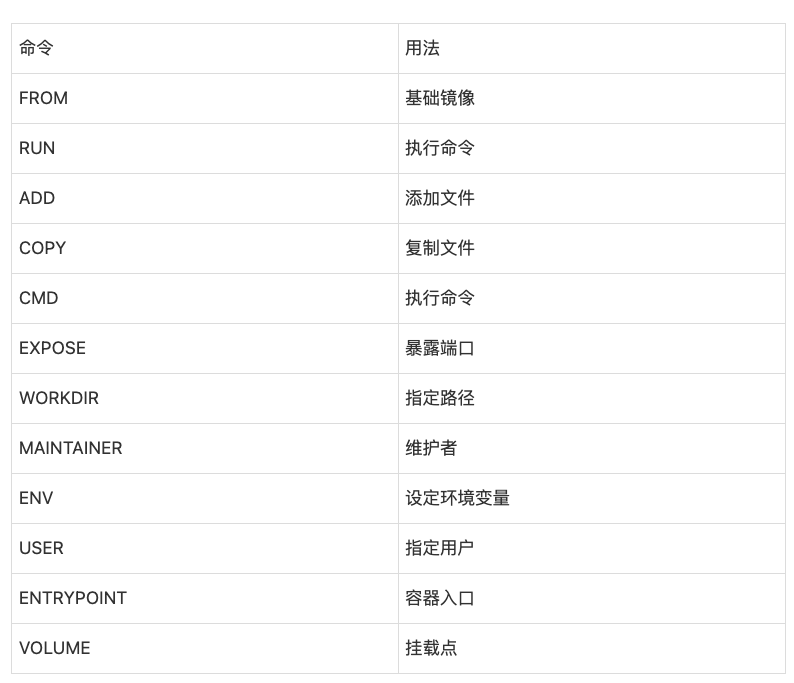 命令 用法
FROM 基础镜像
RUN 执行命令
ADD 添加文件
COPY 复制文件
CMD 执行命令
EXPOSE 暴露端口
WORKDIR 指定路径
MAINTAINER 维护者
ENV 设定环境变量
USER 指定用户
ENTRYPOINT 容器入口
VOLUME 挂载点